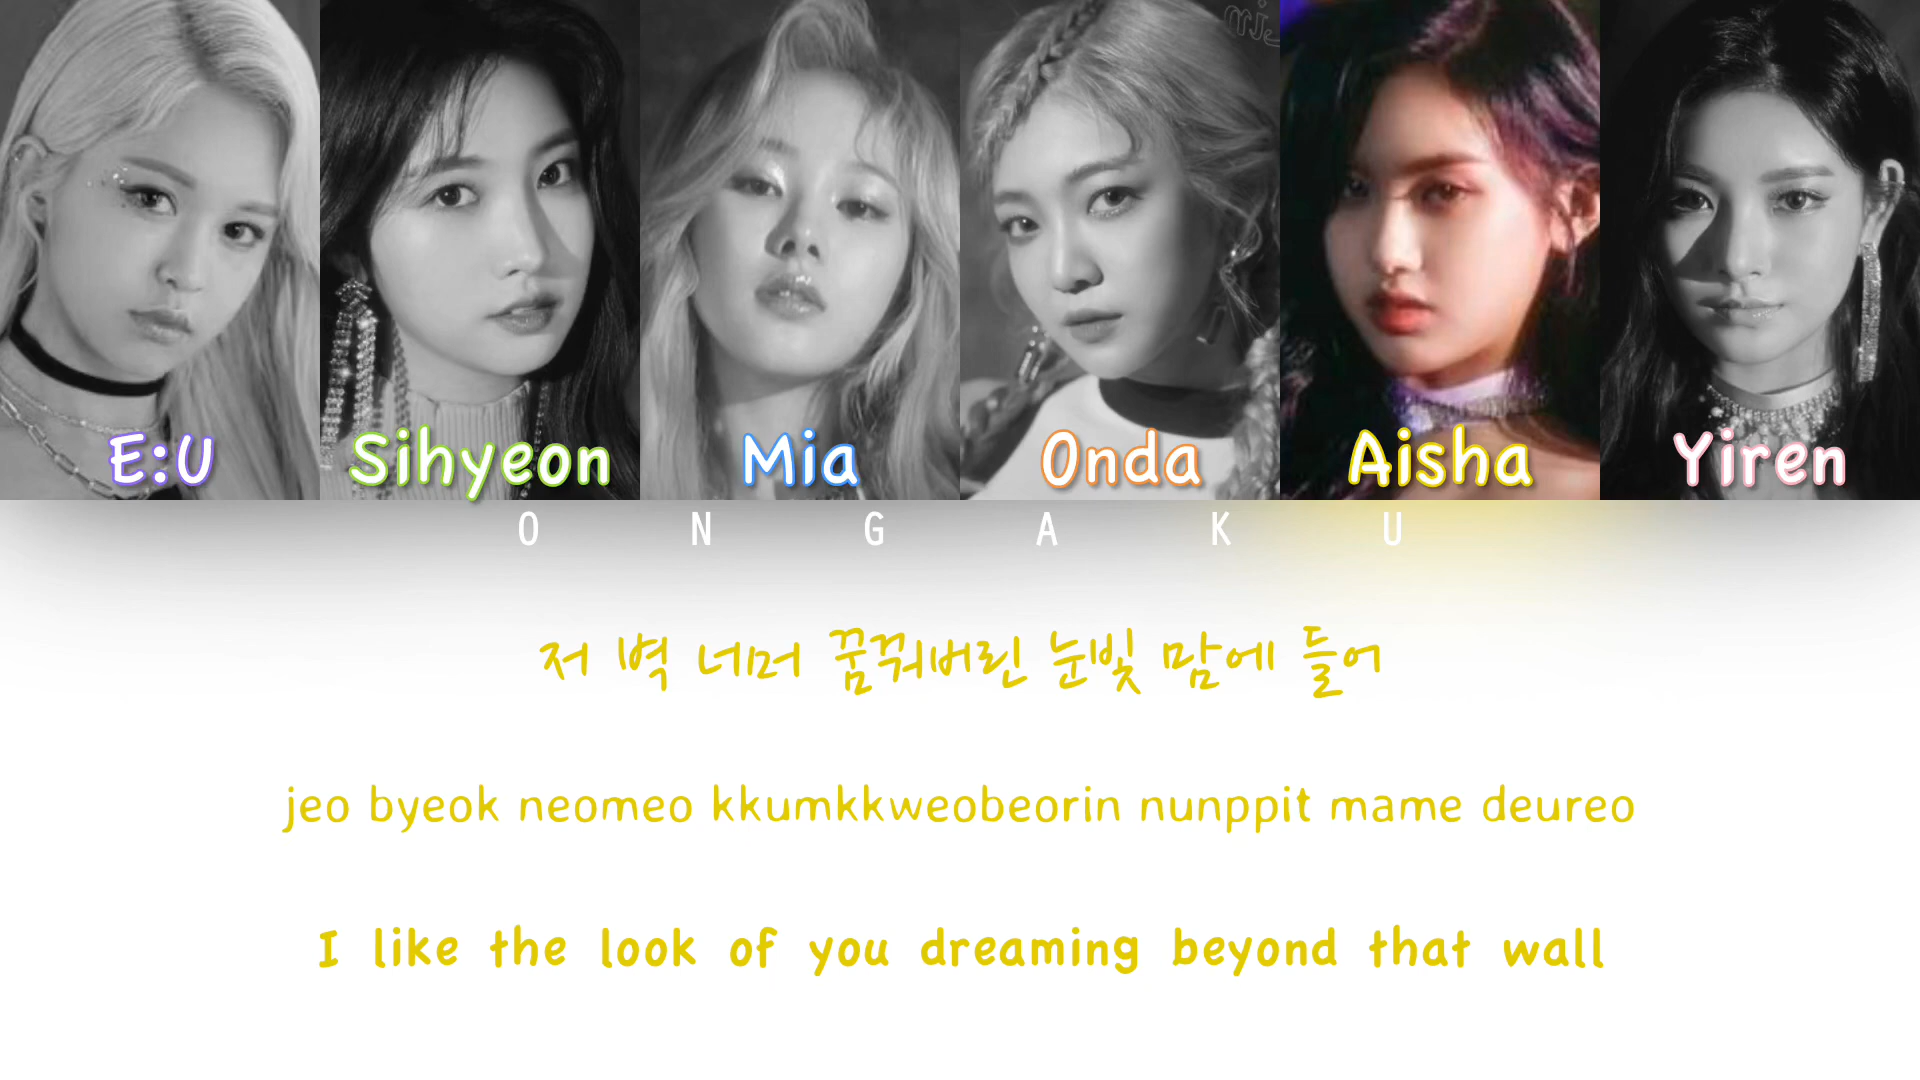 E:U Sihyeon Mia Onda Aisha Yiren
O N G A K U
저 벽 너머 꿈꿔버린 눈빛 맘에 들어
jeo byeok neomeo kkumkkweobeorin nunppit mame deureo
I like the look of you dreaming beyond that wall